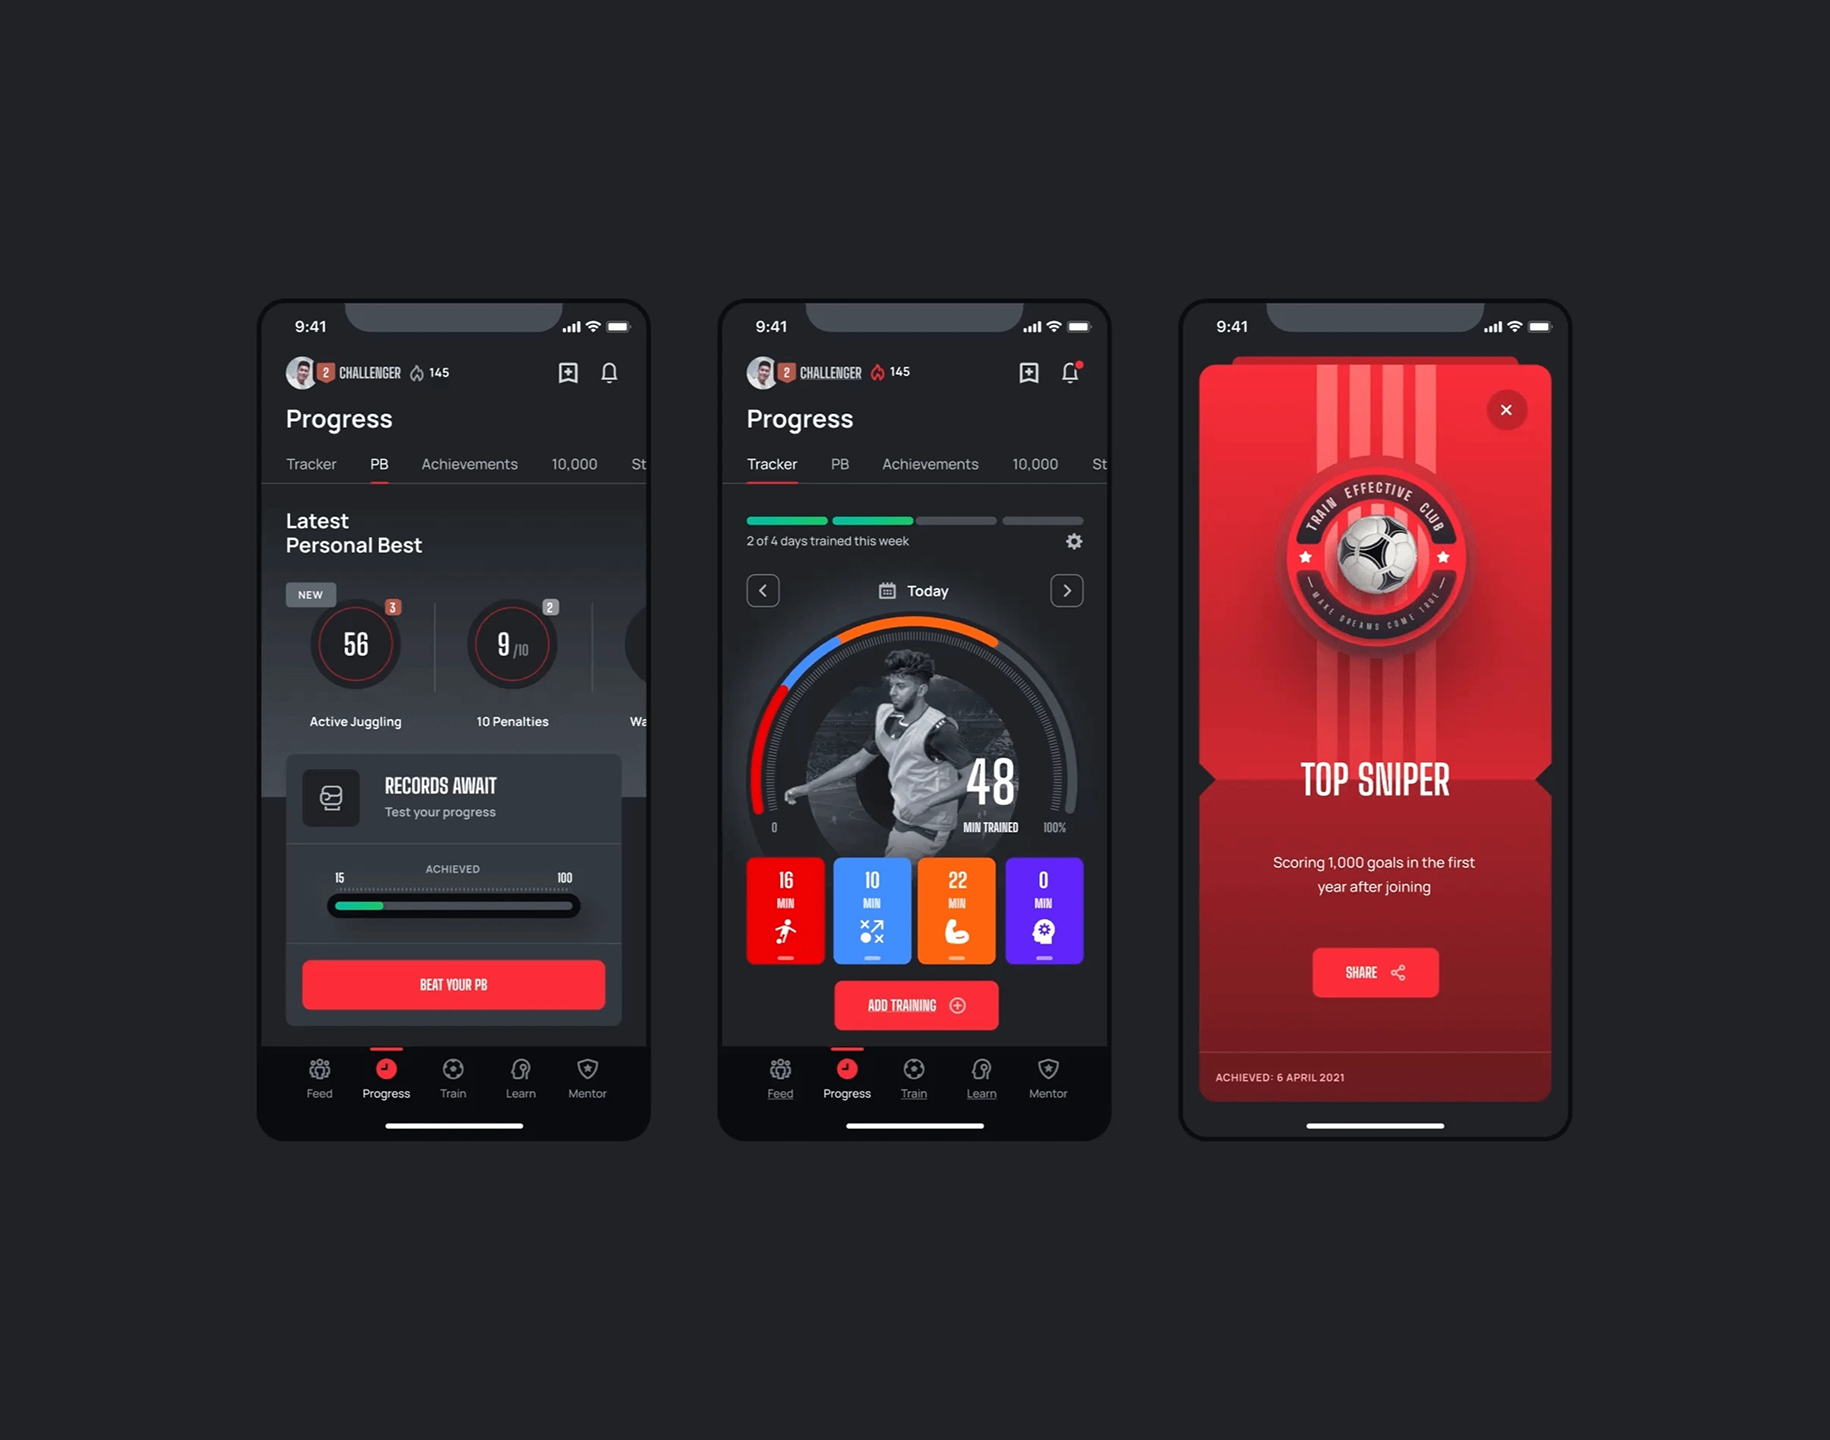 9:41
2 CHALLENGER 145
Progress
Tracker PB Achievements 10,000 St
Latest
Personal Best
NEW
3
2
56
9/10
Active Juggling 10 Penalties Wa
RECORDS AWAIT
Test your progress
ACHIEVED
15 100
BEAT YOUR PB
Feed Progress Train Learn Mentor
9:41
2 CHALLENGER 145
Progress
Tracker PB Achievements 10,000 St
2 of 4 days trained this week
Today
48
0 MIN TRAINED 100%
16 10 22 0
MIN MIN MIN MIN
ADD TRAINING
Feed Progress Train Learn Mentor
9:41
TRAIN EFFECTIVE CLUB
MAKE DREAMS COME TRUE
TOP SNIPER
Scoring 1,000 goals in the first
year after joining
SHARE
ACHIEVED: 6 APRIL 2021